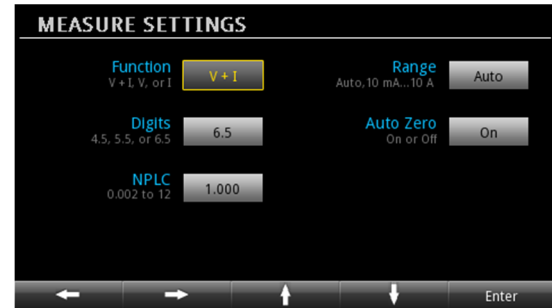 MEASURE SETTINGS
Function
V + I, V, or I
V + I
Range
Auto,10 mA...10 A
Auto
Digits
4.5, 5.5, or 6.5
6.5
Auto Zero
On or Off
On
NPLC
0.002 to 12
1.000
Enter